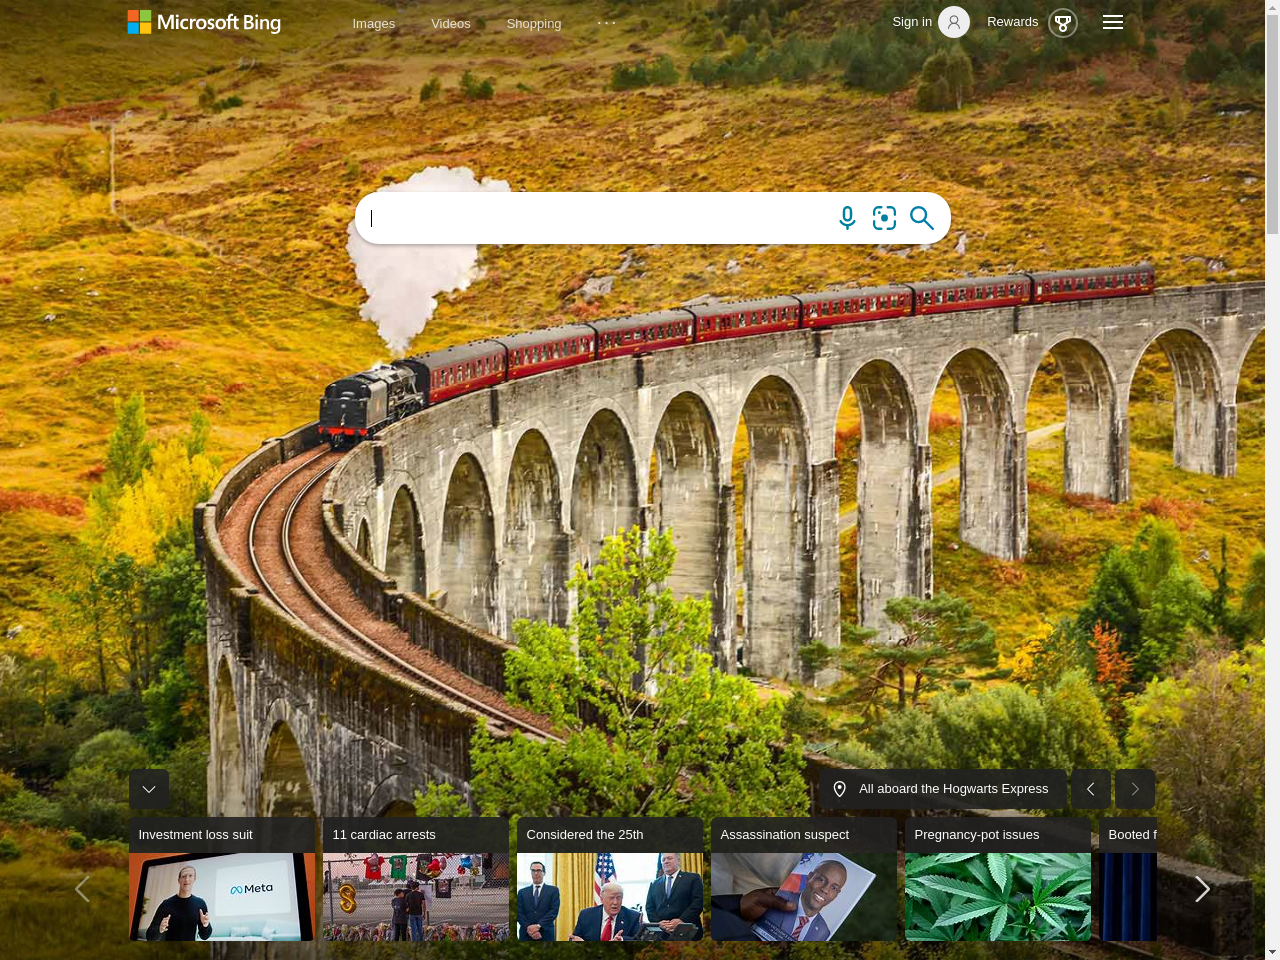 Microsoft Bing
Images
Videos
Shopping
...
Sign in
Rewards
All aboard the Hogwarts Express
Investment loss suit
11 cardiac arrests
Considered the 25th
Assassination suspect
Pregnancy-pot issues
Booted f
Meta